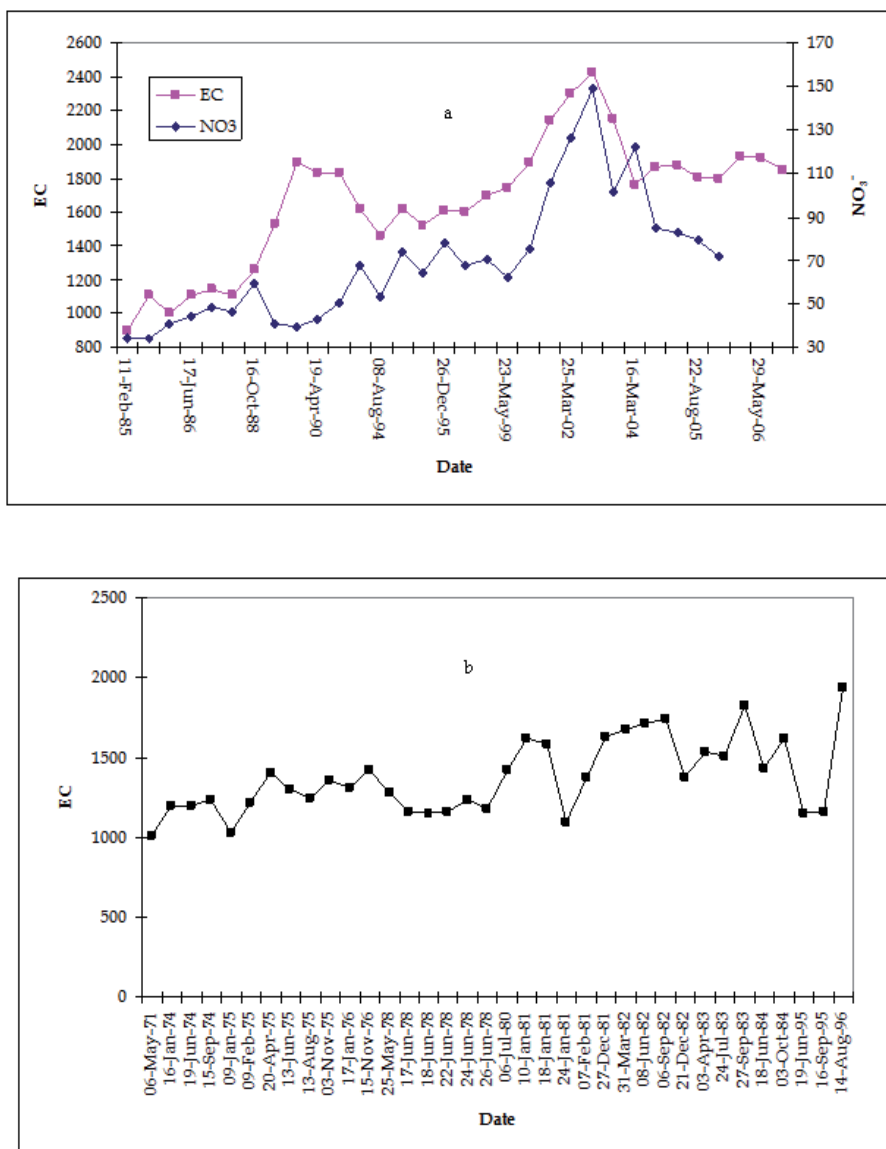 2600
2400
2200
2000
1800
1600
1400
1200
1000
800
EC
EC
NO3
a
170
150
130
110
90
70
50
30
NO₃⁻
11-Feb-85
17-Jun-86
16-Oct-88
19-Apr-90
08-Aug-94
26-Dec-95
23-May-99
25-Mar-02
16-Mar-04
22-Aug-05
29-May-06
Date
2500
2000
1500
1000
500
0
EC
b
06-May-71
16-Jan-74
19-Jun-74
15-Sep-74
09-Jan-75
09-Feb-75
20-Apr-75
13-Jun-75
13-Aug-75
03-Nov-75
17-Jan-76
15-Nov-76
25-May-78
17-Jun-78
18-Jun-78
22-Jun-78
24-Jun-78
26-Jun-78
06-Jul-80
10-Jan-81
18-Jan-81
24-Jan-81
07-Feb-81
27-Dec-81
31-Mar-82
08-Jun-82
06-Sep-82
21-Dec-82
03-Apr-83
24-Jul-83
27-Sep-83
18-Jun-84
03-Oct-84
19-Jun-95
16-Sep-95
14-Aug-96
Date